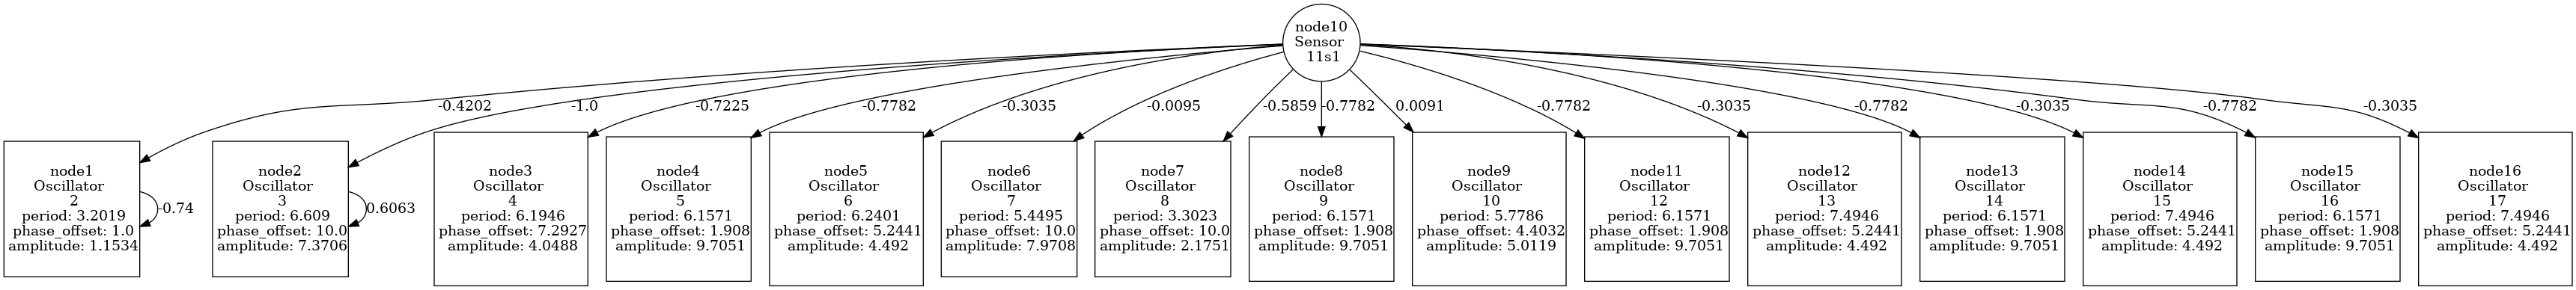 node10
Sensor
11s1
-0.4202
-1.0
-0.7225
-0.7782
-0.3035
-0.0095
-0.5859
-0.7782
0.0091
-0.7782
-0.3035
-0.7782
-0.3035
-0.7782
-0.3035
node1
Oscillator
2
period: 3.2019
phase_offset: 1.0
amplitude: 1.1534
-0.74
node2
Oscillator
3
period: 6.609
phase_offset: 10.0
amplitude: 7.3706
0.6063
node3
Oscillator
4
period: 6.1946
phase_offset: 7.2927
amplitude: 4.0488
node4
Oscillator
5
period: 6.1571
phase_offset: 1.908
amplitude: 9.7051
node5
Oscillator
6
period: 6.2401
phase_offset: 5.2441
amplitude: 4.492
node6
Oscillator
7
period: 5.4495
phase_offset: 10.0
amplitude: 7.9708
node7
Oscillator
8
period: 3.3023
phase_offset: 10.0
amplitude: 2.1751
node8
Oscillator
9
period: 6.1571
phase_offset: 1.908
amplitude: 9.7051
node9
Oscillator
10
period: 5.7786
phase_offset: 4.4032
amplitude: 5.0119
node11
Oscillator
12
period: 6.1571
phase_offset: 1.908
amplitude: 9.7051
node12
Oscillator
13
period: 7.4946
phase_offset: 5.2441
amplitude: 4.492
node13
Oscillator
14
period: 6.1571
phase_offset: 1.908
amplitude: 9.7051
node14
Oscillator
15
period: 7.4946
phase_offset: 5.2441
amplitude: 4.492
node15
Oscillator
16
period: 6.1571
phase_offset: 1.908
amplitude: 9.7051
node16
Oscillator
17
period: 7.4946
phase_offset: 5.2441
amplitude: 4.492